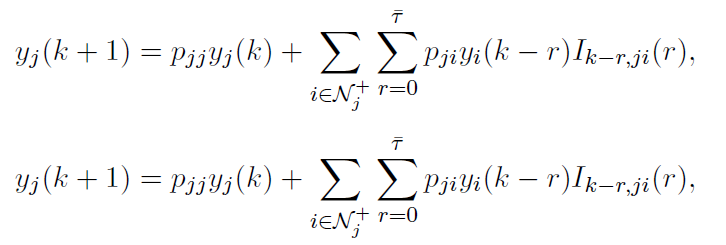 y_j(k + 1) = p_{jj}y_j(k) + \sum_{i \in \mathcal{N}_j^+} \sum_{r=0}^{\bar{\tau}} p_{ji}y_i(k − r)I_{k−r,ji}(r),
y_j(k + 1) = p_{jj}y_j(k) + \sum_{i \in \mathcal{N}_j^+} \sum_{r=0}^{\bar{\tau}} p_{ji}y_i(k − r)I_{k−r,ji}(r),